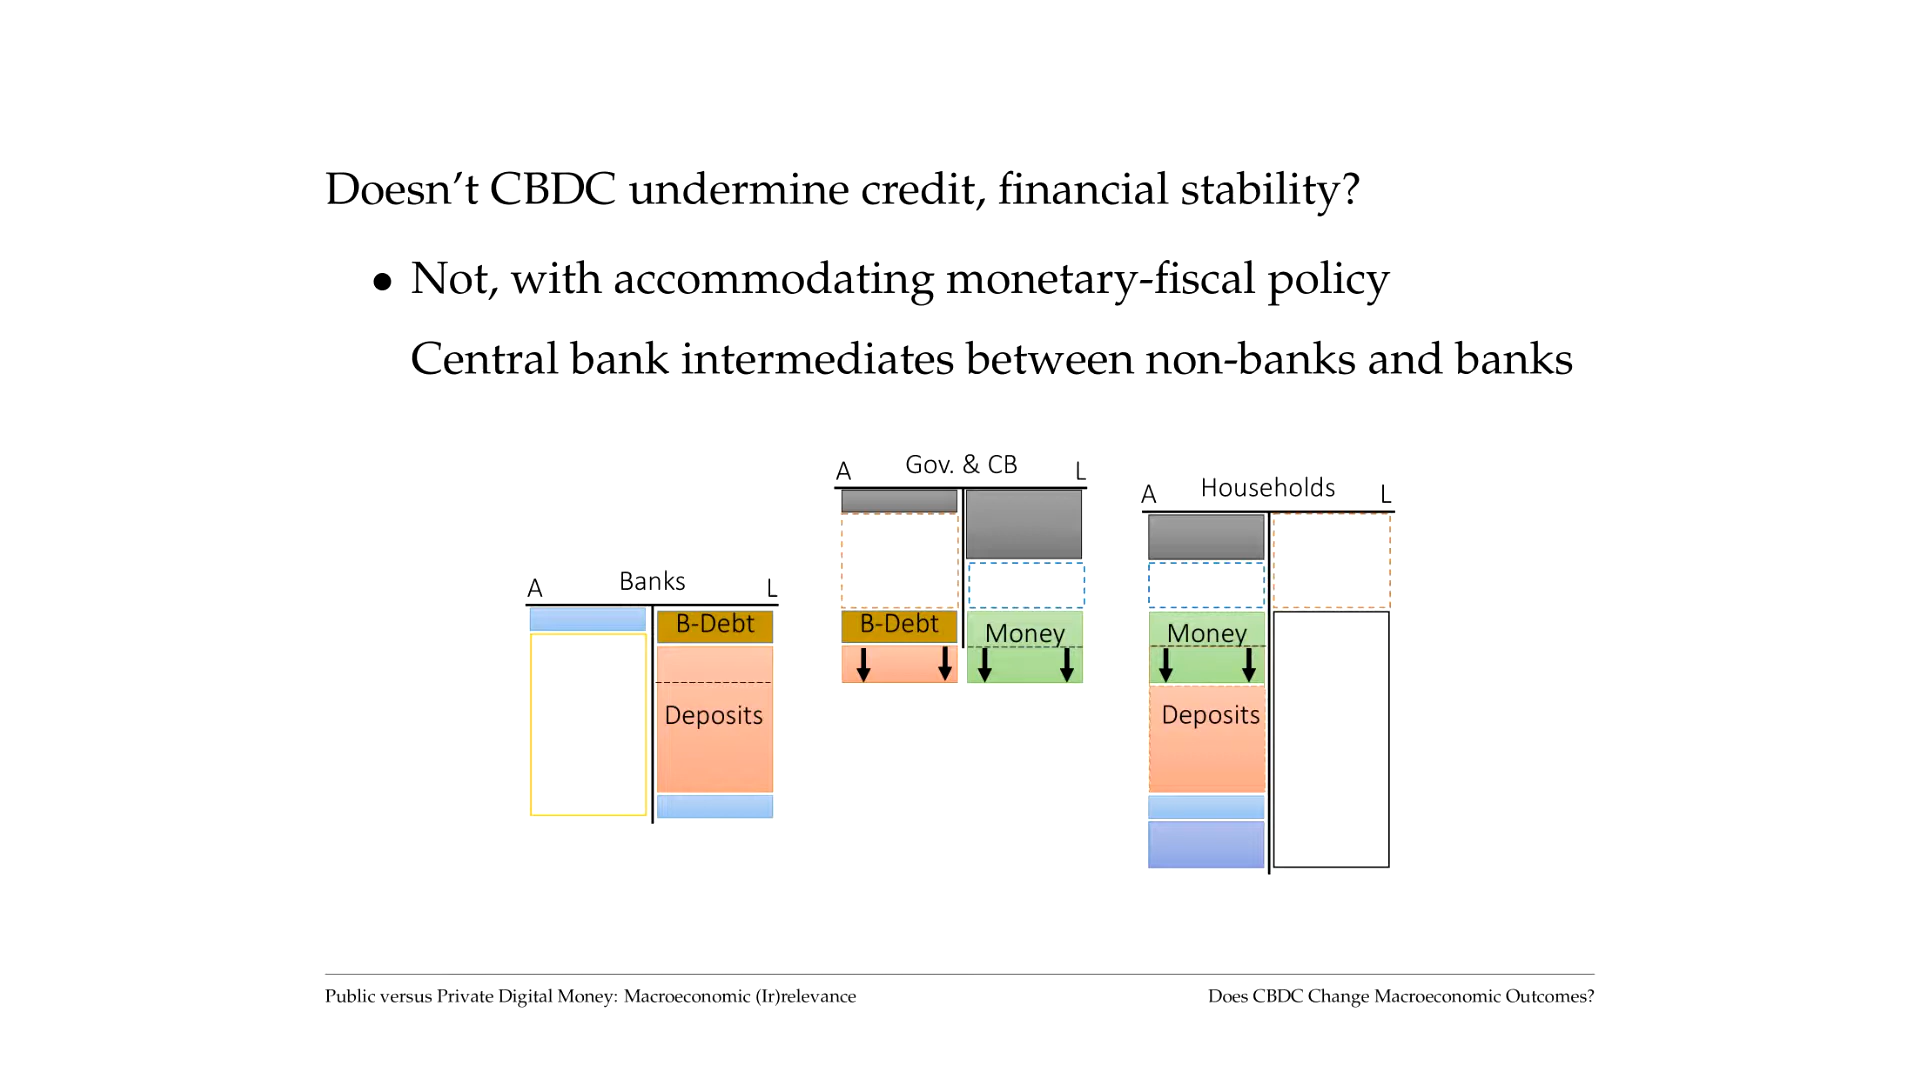 Doesn’t CBDC undermine credit, financial stability?
• Not, with accommodating monetary-fiscal policy
Central bank intermediates between non-banks and banks
A Banks L
B-Debt
Deposits
A Gov. & CB L
B-Debt Money
A Households L
Money
Deposits
Public versus Private Digital Money: Macroeconomic (Ir)relevance
Does CBDC Change Macroeconomic Outcomes?